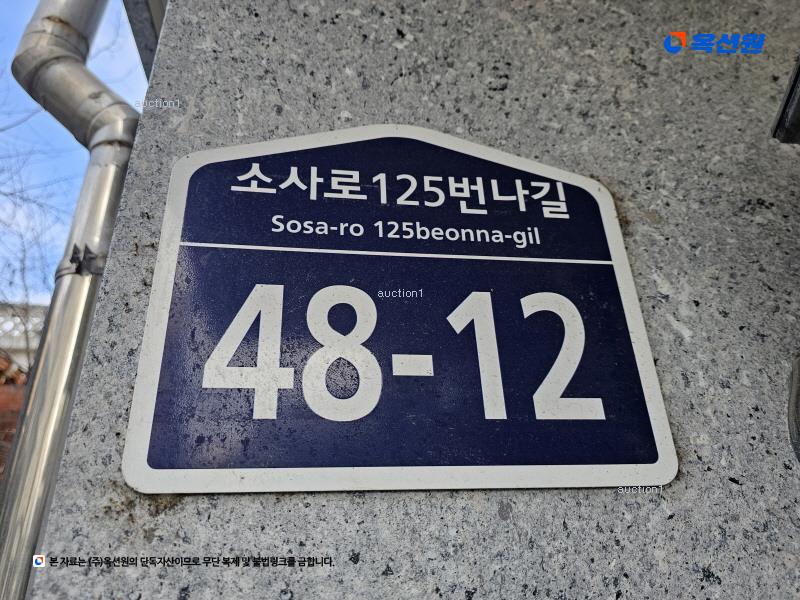 옥션원
auction1
소사로125번나길
Sosa-ro 125beonna-gil
auction1
48-12
auction1
본 자료는 (주)옥션원의 단독자산이므로 무단 복제 및 불법링크를 금합니다.